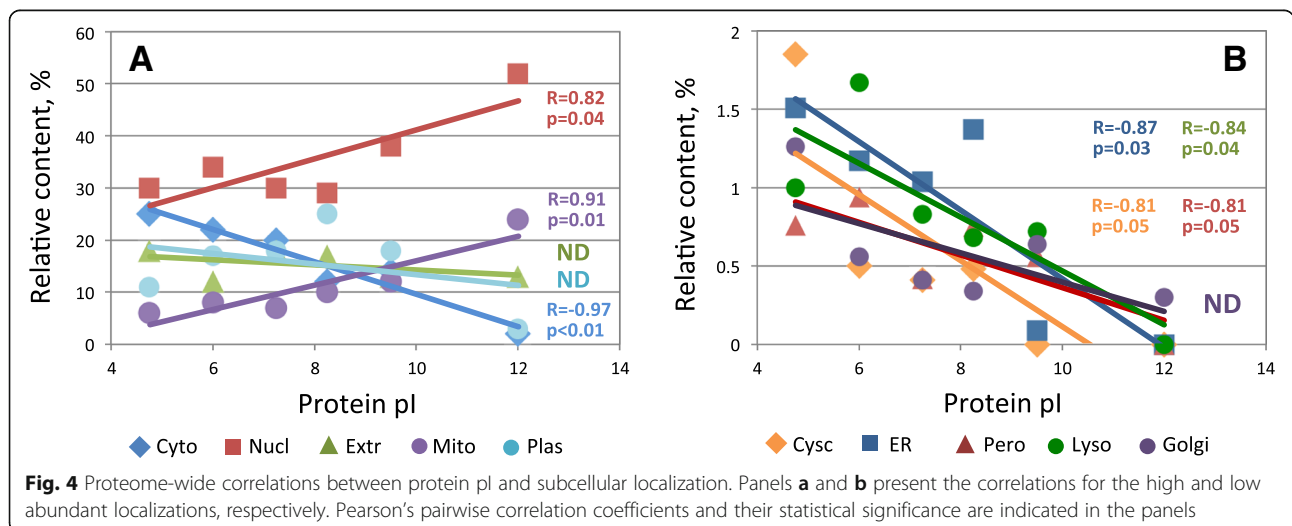 A
Relative content, %
60
50
40
30
20
10
0
4 6 8 10 12 14
Protein pI
R=0.82
p=0.04
R=0.91
p=0.01
ND
ND
R=-0.97
p<0.01
Cyto Nucl Extr Mito Plas
B
Relative content, %
2
1.5
1
0.5
0
4 6 8 10 12 14
Protein pI
R=-0.87 R=-0.84
p=0.03 p=0.04
R=-0.81 R=-0.81
p=0.05 p=0.05
ND
Cysc ER Pero Lyso Golgi
Fig. 4 Proteome-wide correlations between protein pI and subcellular localization. Panels a and b present the correlations for the high and low
abundant localizations, respectively. Pearson's pairwise correlation coefficients and their statistical significance are indicated in the panels